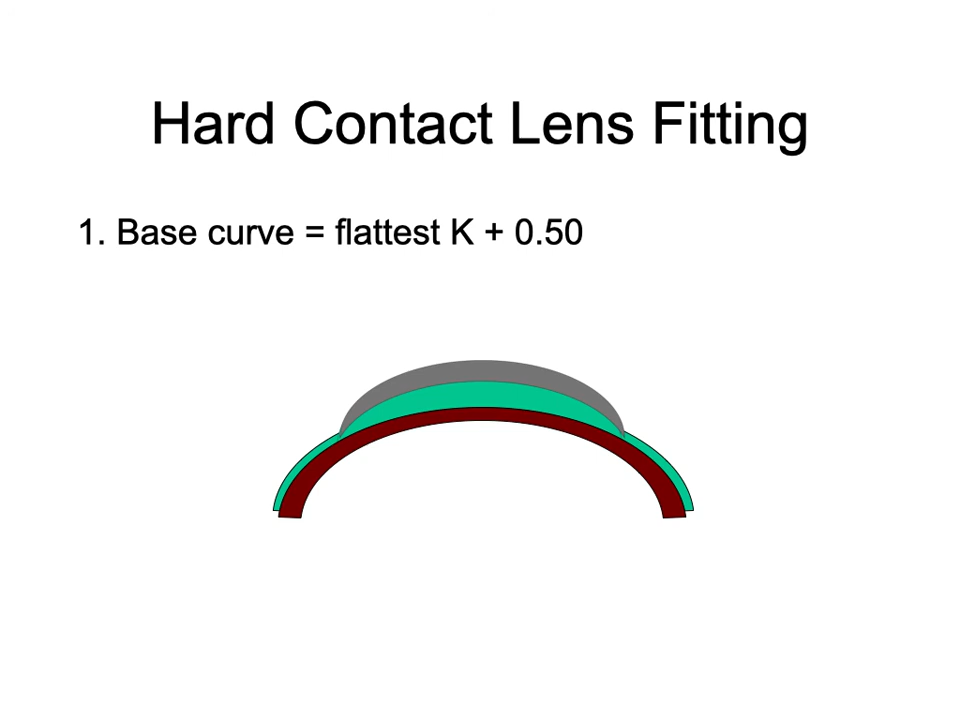 Hard Contact Lens Fitting
1. Base curve = flattest K + 0.50